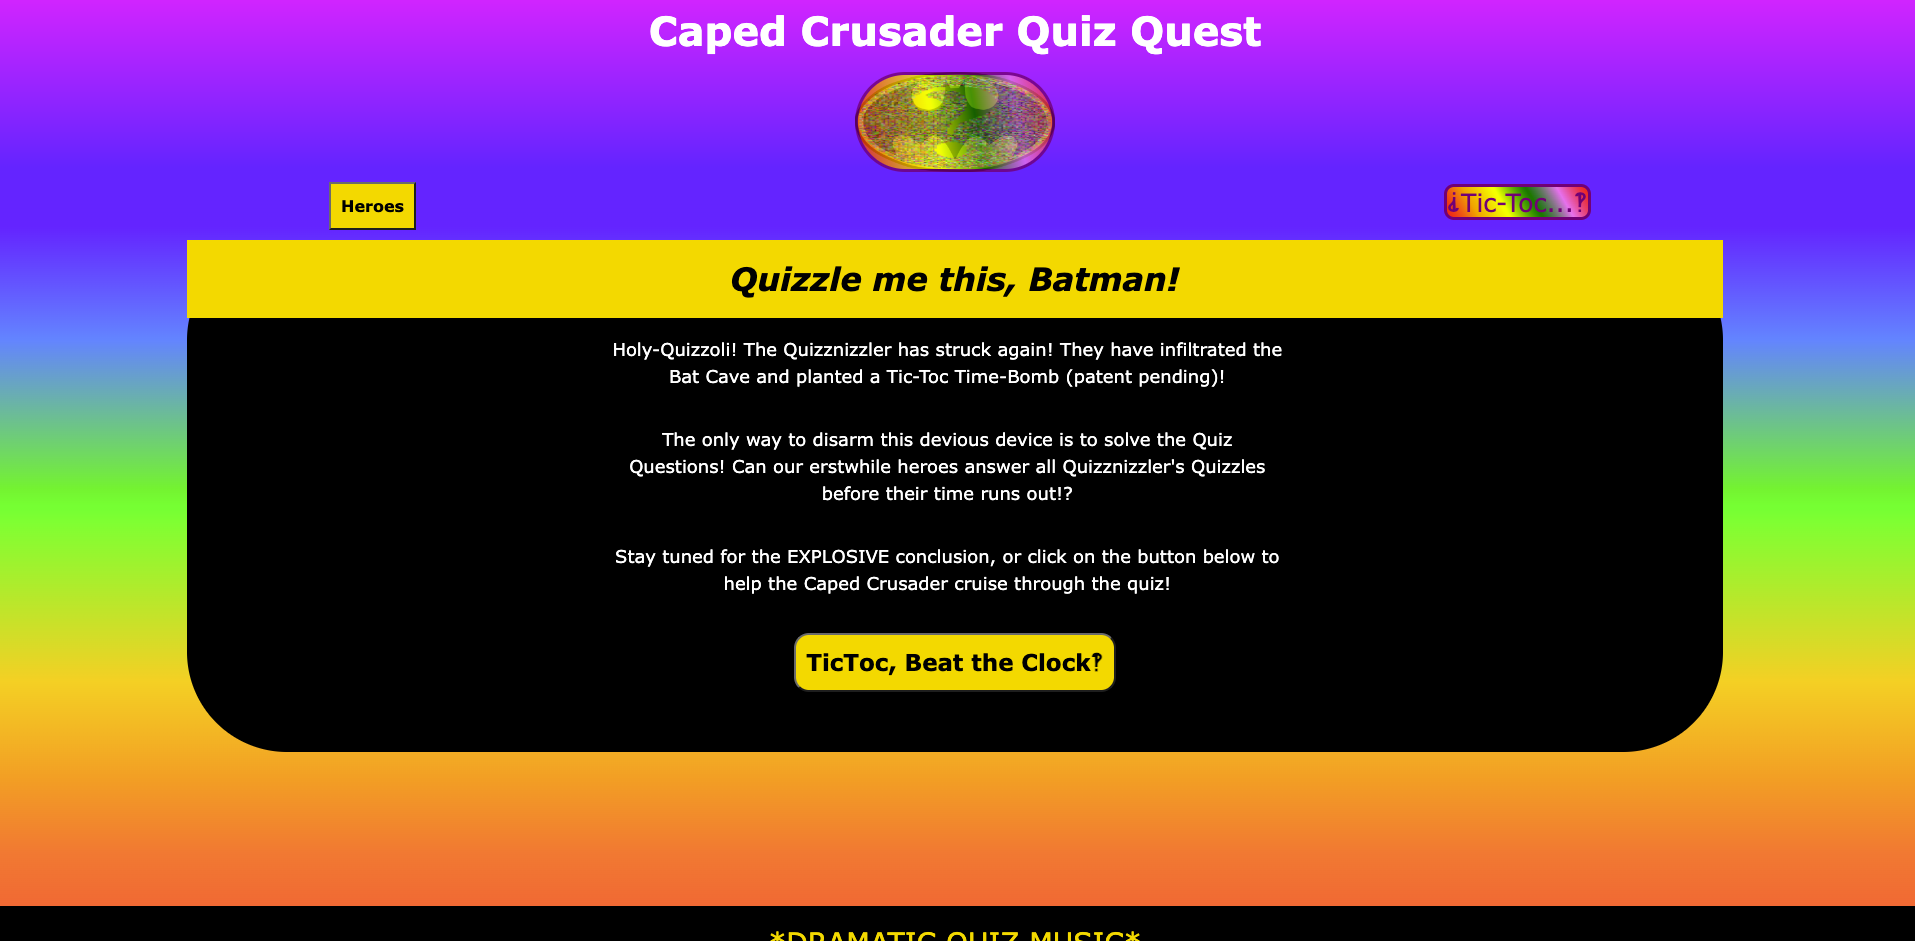 Caped Crusader Quiz Quest
Heroes
¿Tic-Toc...‽
Quizzle me this, Batman!
Holy-Quizzoli! The Quizznizzler has struck again! They have infiltrated the
Bat Cave and planted a Tic-Toc Time-Bomb (patent pending)!
The only way to disarm this devious device is to solve the Quiz
Questions! Can our erstwhile heroes answer all Quizznizzler's Quizzles
before their time runs out!?
Stay tuned for the EXPLOSIVE conclusion, or click on the button below to
help the Caped Crusader cruise through the quiz!
TicToc, Beat the Clock‽
*DRAMATIC QUIZ MUSIC*